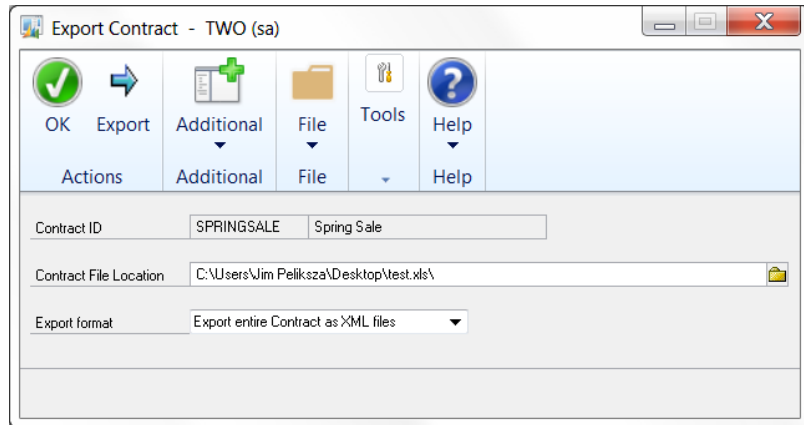 Export Contract - TWO (sa)
OK Export Additional File Tools Help
Actions Additional File Help
Contract ID SPRINGSALE Spring Sale
Contract File Location C:\Users\Jim Peliksza\Desktop\test.xls\
Export format Export entire Contract as XML files